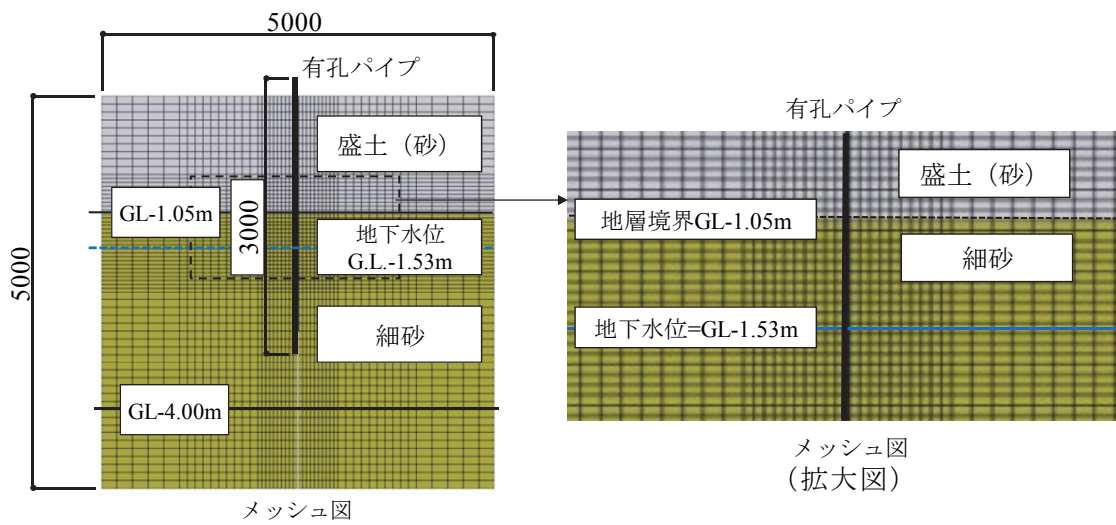 5000
有孔パイプ
盛土（砂）
GL-1.05m
3000
5000
地下水位
G.L.-1.53m
細砂
GL-4.00m
メッシュ図
有孔パイプ
盛土（砂）
地層境界GL-1.05m
細砂
地下水位=GL-1.53m
メッシュ図
（拡大図）